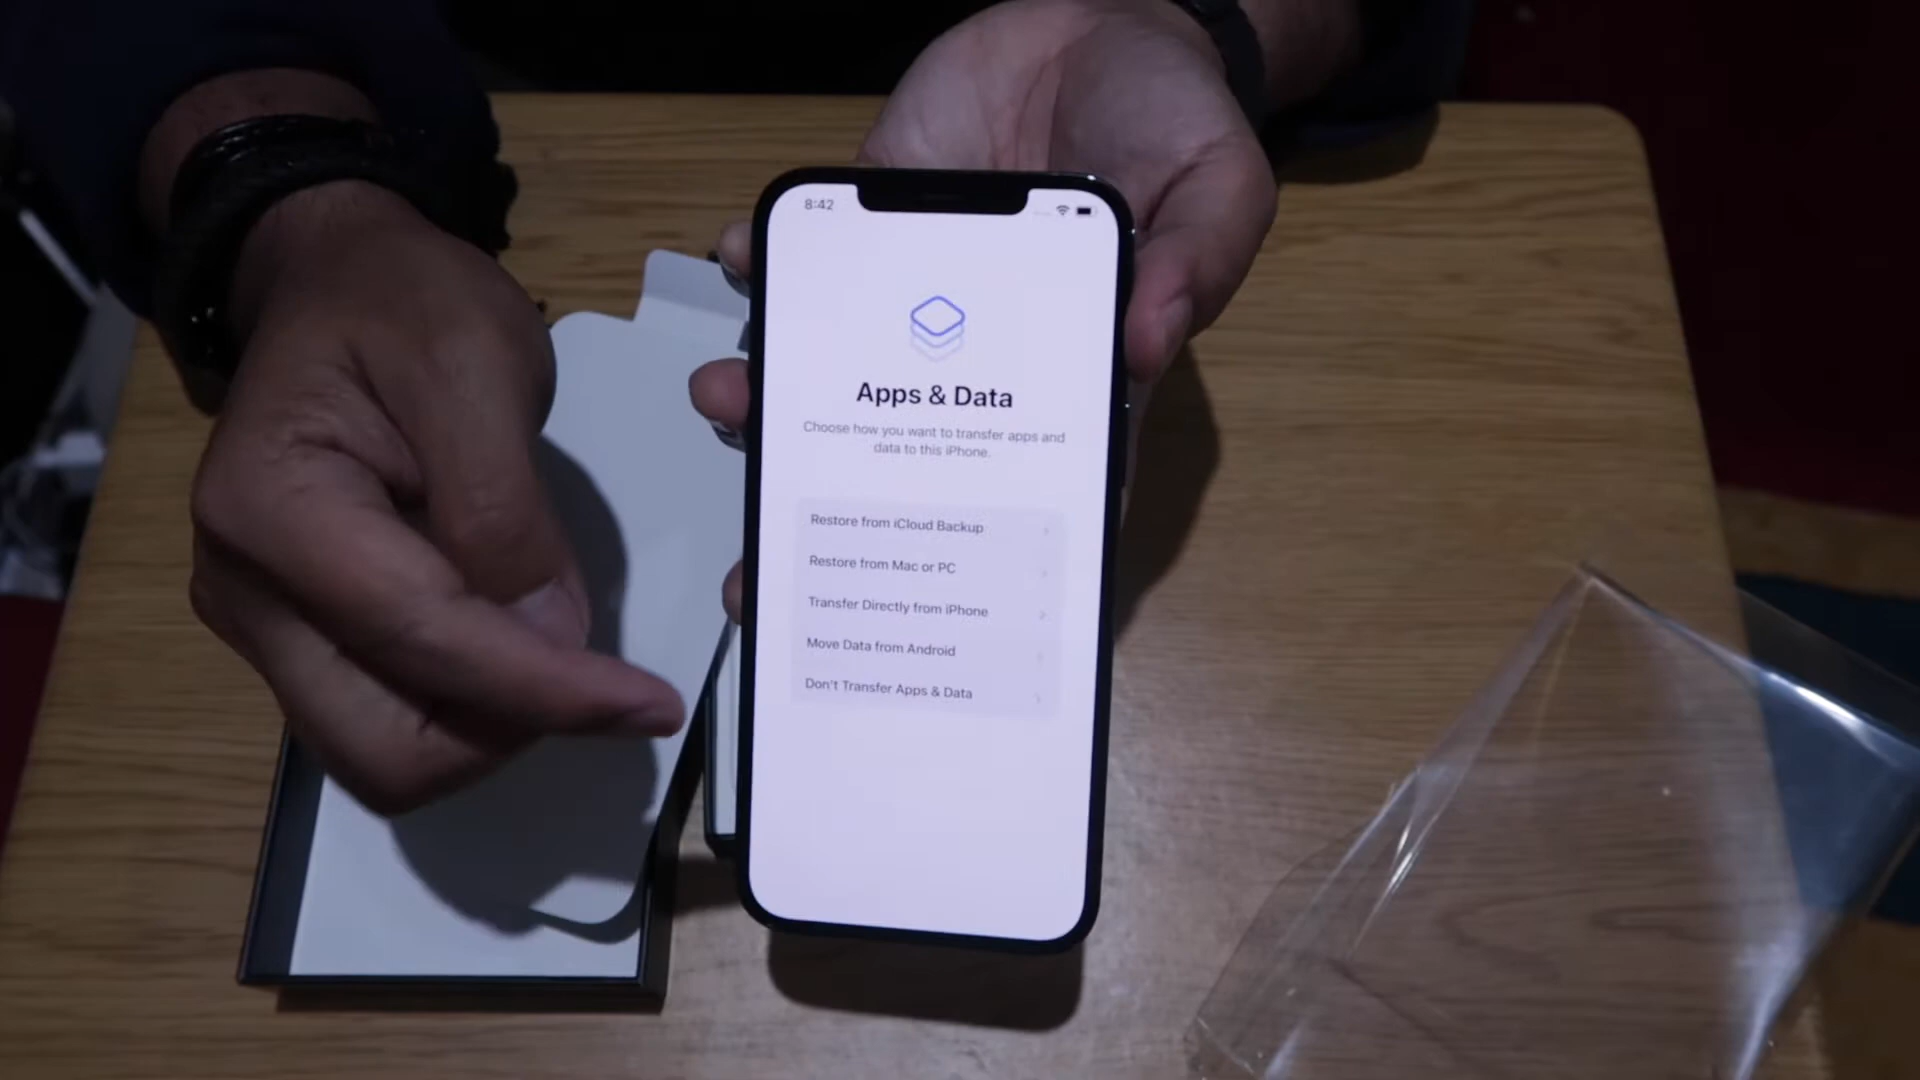 8:42
Apps & Data
Choose how you want to transfer apps and
data to this iPhone.
Restore from iCloud Backup
Restore from Mac or PC
Transfer Directly from iPhone
Move Data from Android
Don't Transfer Apps & Data